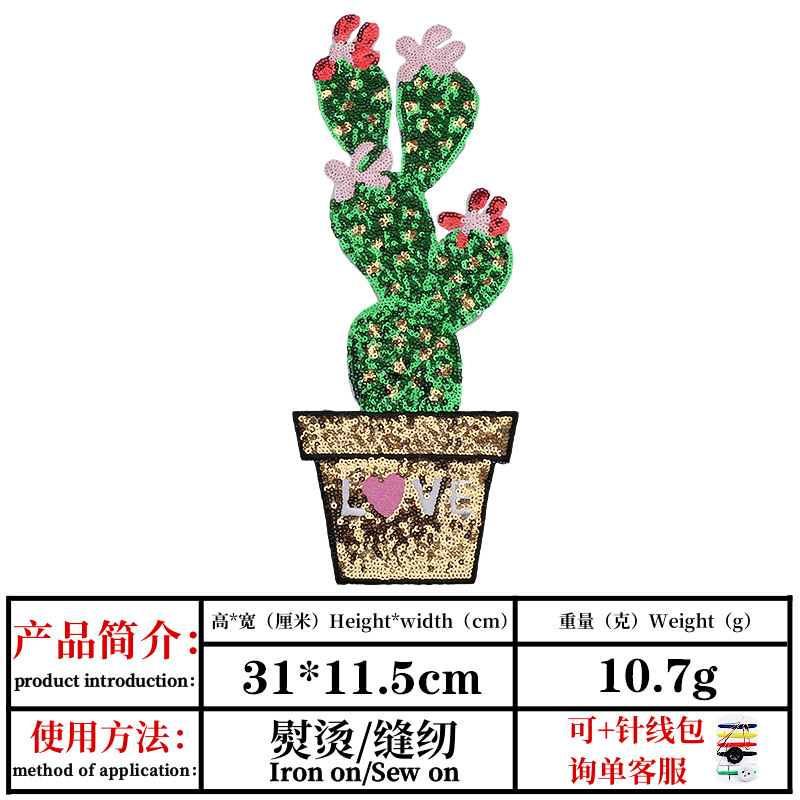 L VE
产品简介:
product introduction:
高*宽（厘米）Height*width（cm）
重量（克）Weight（g）
31*11.5cm
10.7g
使用方法:
method of application:
熨烫/缝纫
Iron on/Sew on
可+针线包
询单客服